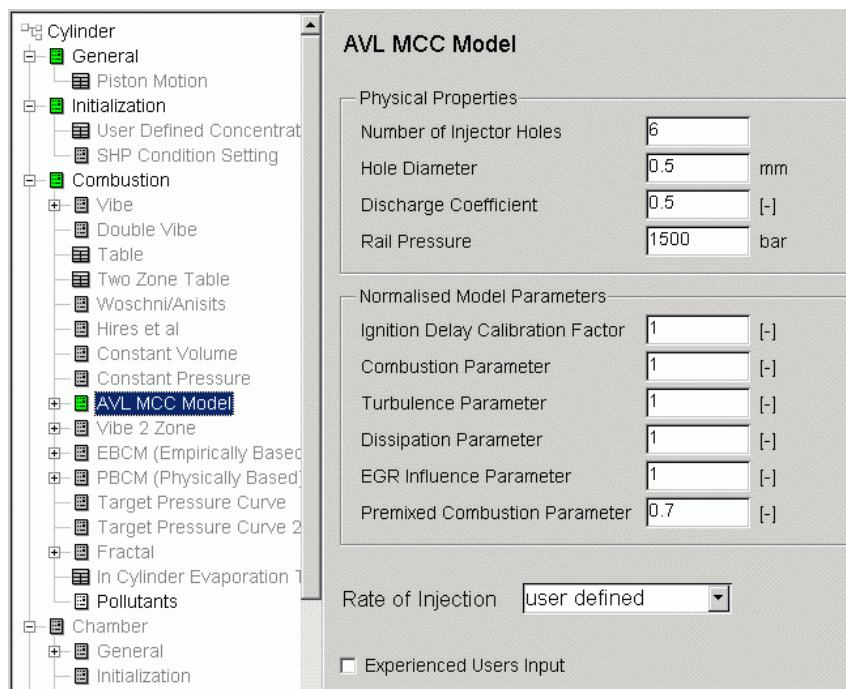 Cylinder
General
Piston Motion
Initialization
User Defined Concentrat
SHP Condition Setting
Combustion
Vibe
Double Vibe
Table
Two Zone Table
Woschni/Anisits
Hires et al
Constant Volume
Constant Pressure
AVL MCC Model
Vibe 2 Zone
EBCM (Empirically Based
PBCM (Physically Based)
Target Pressure Curve
Target Pressure Curve 2
Fractal
In Cylinder Evaporation T
Pollutants
Chamber
General
Initialization
AVL MCC Model
Physical Properties
Number of Injector Holes 6
Hole Diameter 0.5 mm
Discharge Coefficient 0.5 [-]
Rail Pressure 1500 bar
Normalised Model Parameters
Ignition Delay Calibration Factor 1 [-]
Combustion Parameter 1 [-]
Turbulence Parameter 1 [-]
Dissipation Parameter 1 [-]
EGR Influence Parameter 1 [-]
Premixed Combustion Parameter 0.7 [-]
Rate of Injection user defined
Experienced Users Input